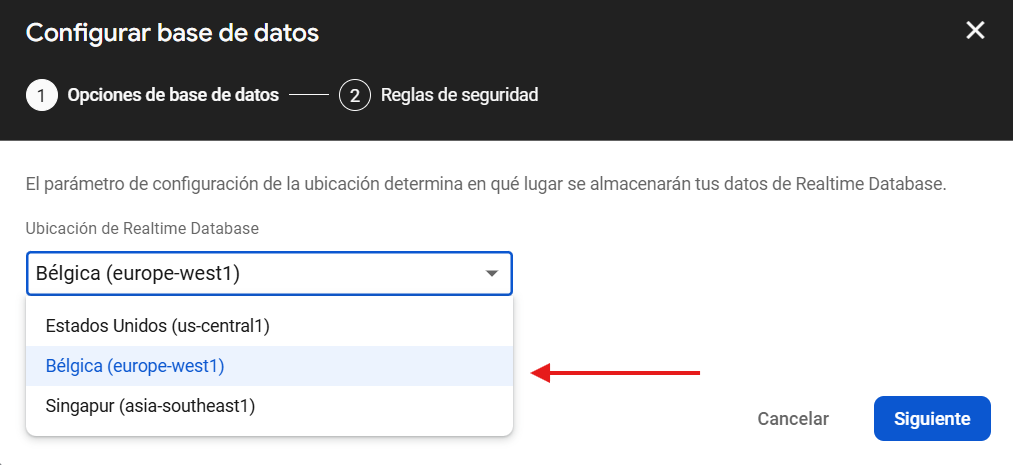 Configurar base de datos
1 Opciones de base de datos 2 Reglas de seguridad
El parámetro de configuración de la ubicación determina en qué lugar se almacenarán tus datos de Realtime Database.
Ubicación de Realtime Database
Bélgica (europe-west1)
Estados Unidos (us-central1)
Bélgica (europe-west1)
Singapur (asia-southeast1)
Cancelar Siguiente